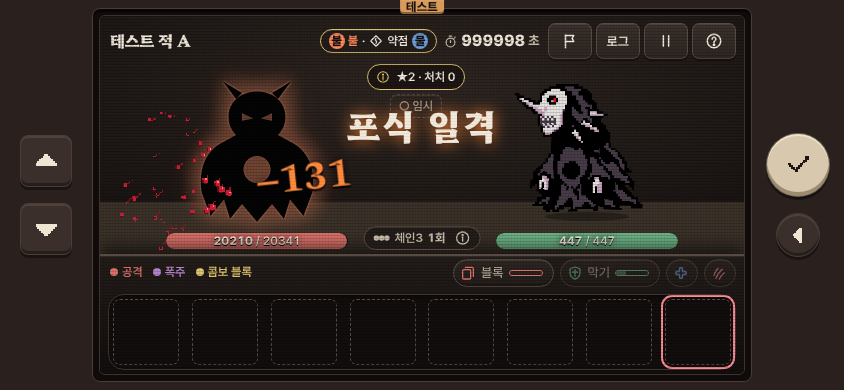 테스트
테스트 적 A
불 불 · 약점 물
999998 초
로그
★2 · 처치 0
임시
포식 일격
−131
20210 / 20341
체인3 1회
447 / 447
공격 폭주 콤보 블록
블록
막기